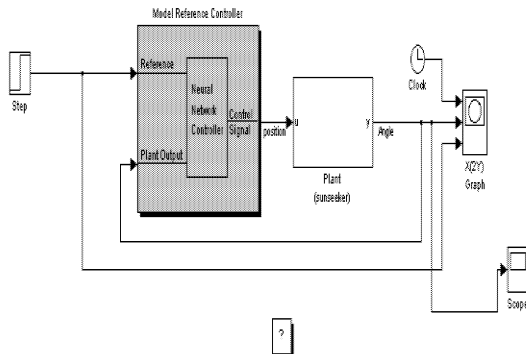 Model Reference Controller
Reference
Step
Neural
Network
Controller
Control
Signal
Plant Output
position
u
y
Angle
Plant
(sunseeker)
Clock
X(2Y)
Graph
Scope
?